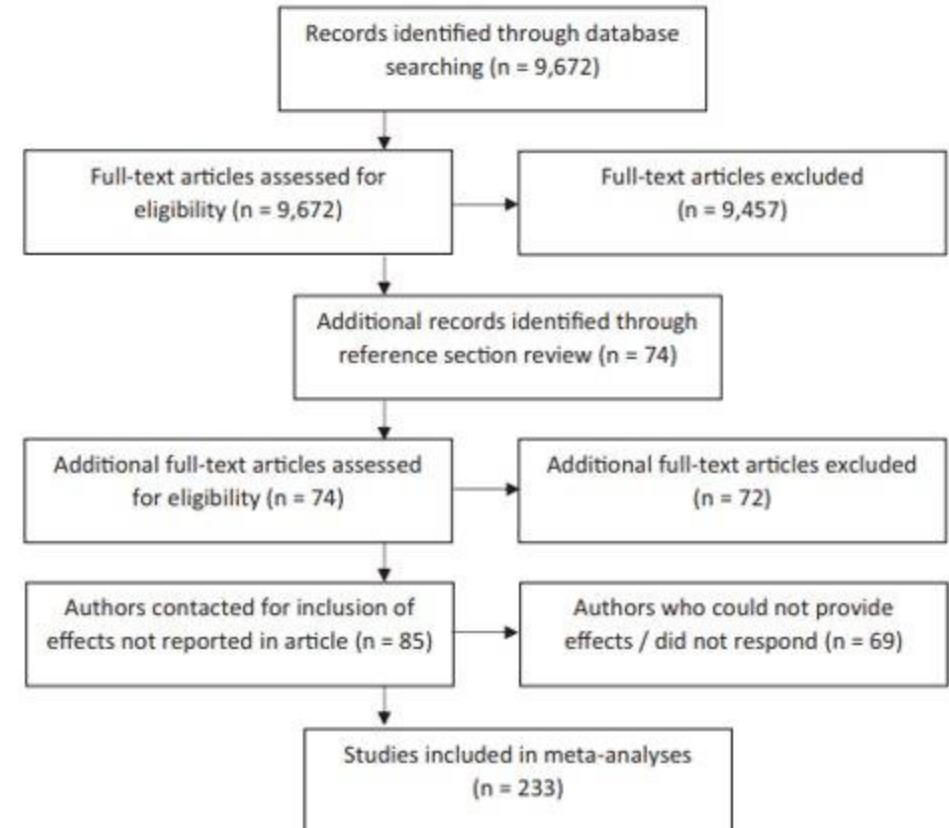 Records identified through database
searching (n = 9,672)
Full-text articles assessed for
eligibility (n = 9,672)
Full-text articles excluded
(n = 9,457)
Additional records identified through
reference section review (n = 74)
Additional full-text articles assessed
for eligibility (n = 74)
Additional full-text articles excluded
(n = 72)
Authors contacted for inclusion of
effects not reported in article (n = 85)
Authors who could not provide
effects / did not respond (n = 69)
Studies included in meta-analyses
(n = 233)